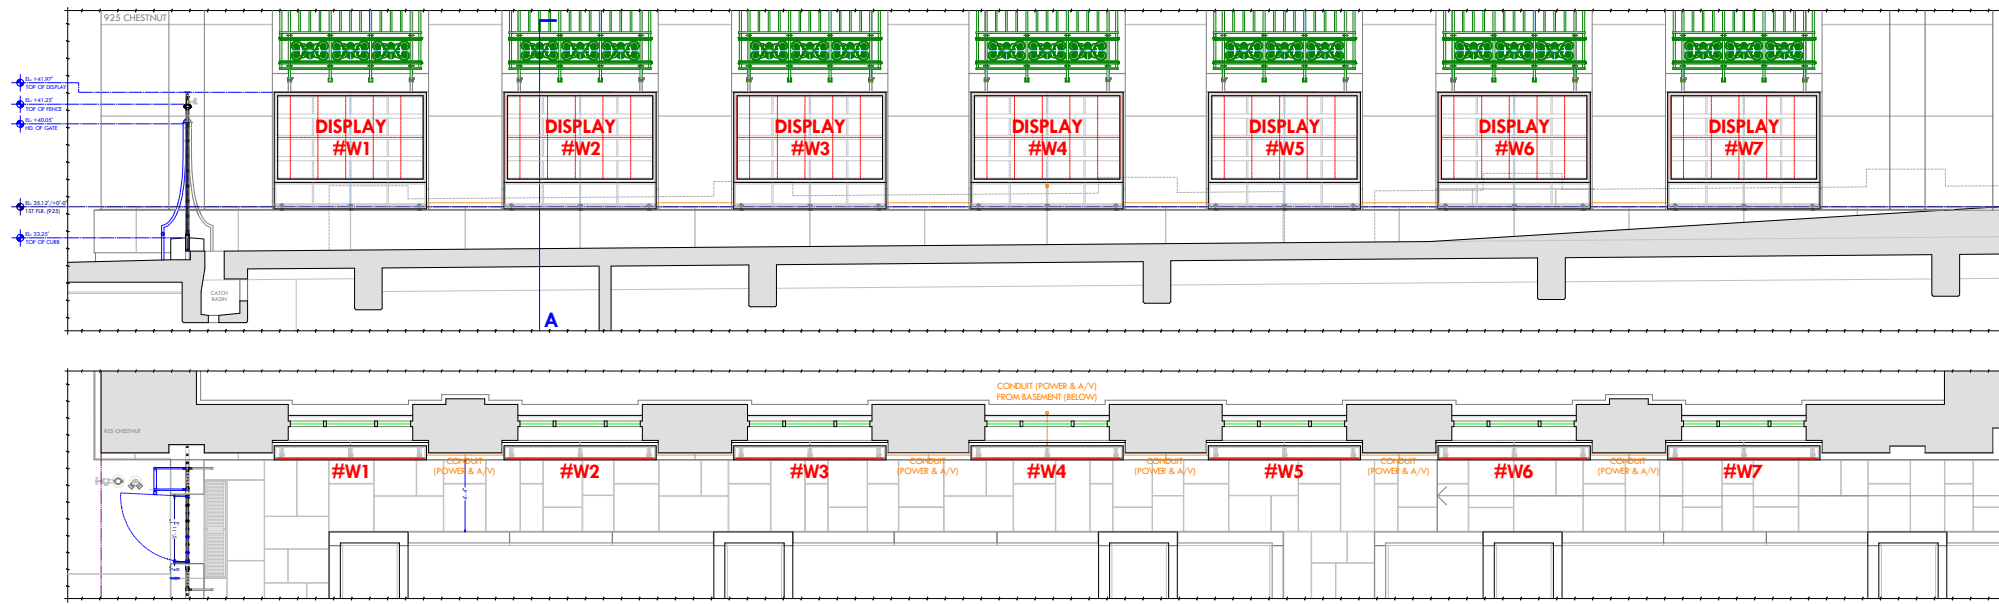 925 CHESTNUT
EL. +41.97'
TOP OF DISPLAY
EL. +41.25'
TOP OF FENCE
EL. +40.05'
HD. OF GATE
EL. 35.12'/+0'-0"
1ST FLR. (925)
EL. 33.25'
TOP OF CURB
DISPLAY
#W1
DISPLAY
#W2
DISPLAY
#W3
DISPLAY
#W4
DISPLAY
#W5
DISPLAY
#W6
DISPLAY
#W7
CATCH
BASIN
A
CONDUIT (POWER & A/V)
FROM BASEMENT (BELOW)
925 CHESTNUT
#W1
CONDUIT
(POWER & A/V)
#W2
#W3
CONDUIT
(POWER & A/V)
#W4
CONDUIT
(POWER & A/V)
#W5
CONDUIT
(POWER & A/V)
#W6
CONDUIT
(POWER & A/V)
#W7